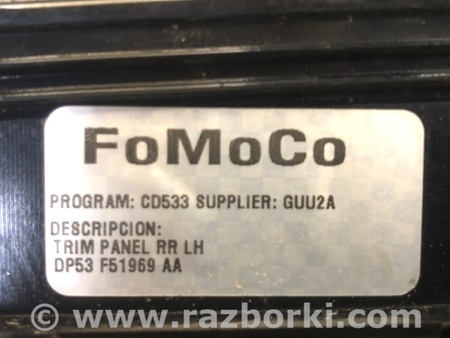 FoMoCo
PROGRAM: CD533 SUPPLIER: GUU2A
DESCRIPCION:
TRIM PANEL RR LH
DP53 F51969 AA
www.razborki.com